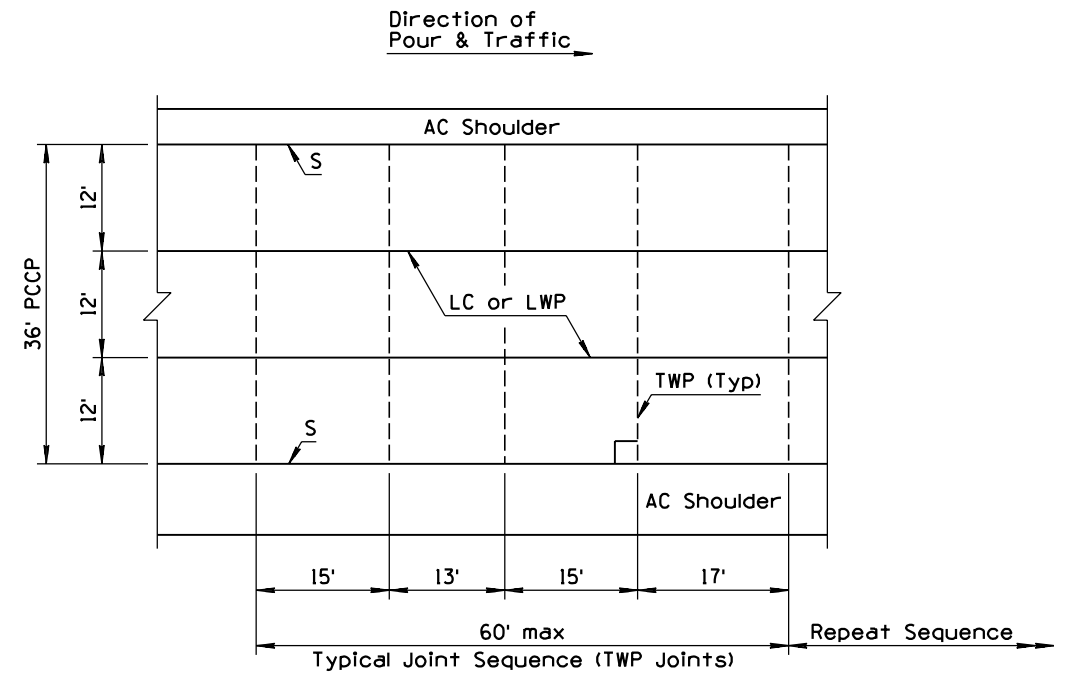 Direction of
Pour & Traffic
AC Shoulder
S
12'
36' PCCP
12'
LC or LWP
12'
TWP (Typ)
S
AC Shoulder
15'
13'
15'
17'
60' max
Repeat Sequence
Typical Joint Sequence (TWP Joints)